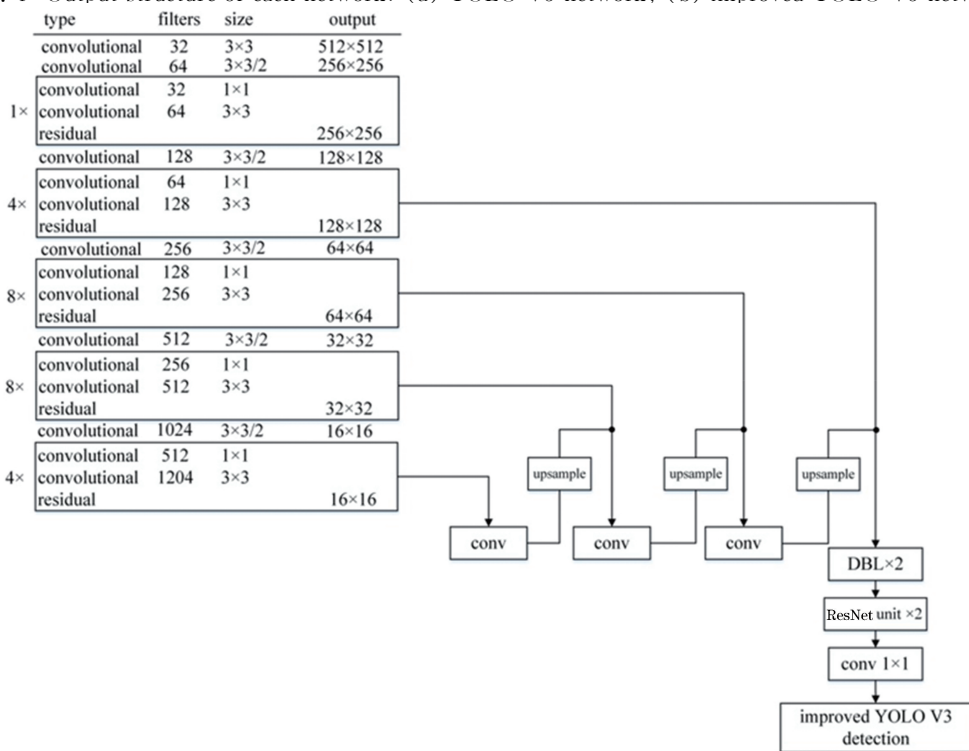 type filters size output
convolutional 32 3×3 512×512
convolutional 64 3×3/2 256×256
convolutional 32 1×1
1× convolutional 64 3×3
residual 256×256
convolutional 128 3×3/2 128×128
convolutional 64 1×1
4× convolutional 128 3×3
residual 128×128
convolutional 256 3×3/2 64×64
convolutional 128 1×1
8× convolutional 256 3×3
residual 64×64
convolutional 512 3×3/2 32×32
convolutional 256 1×1
8× convolutional 512 3×3
residual 32×32
convolutional 1024 3×3/2 16×16
convolutional 512 1×1
4× convolutional 1204 3×3
residual 16×16
upsample upsample upsample
conv conv conv
DBL×2
ResNet unit ×2
conv 1×1
improved YOLO V3
detection